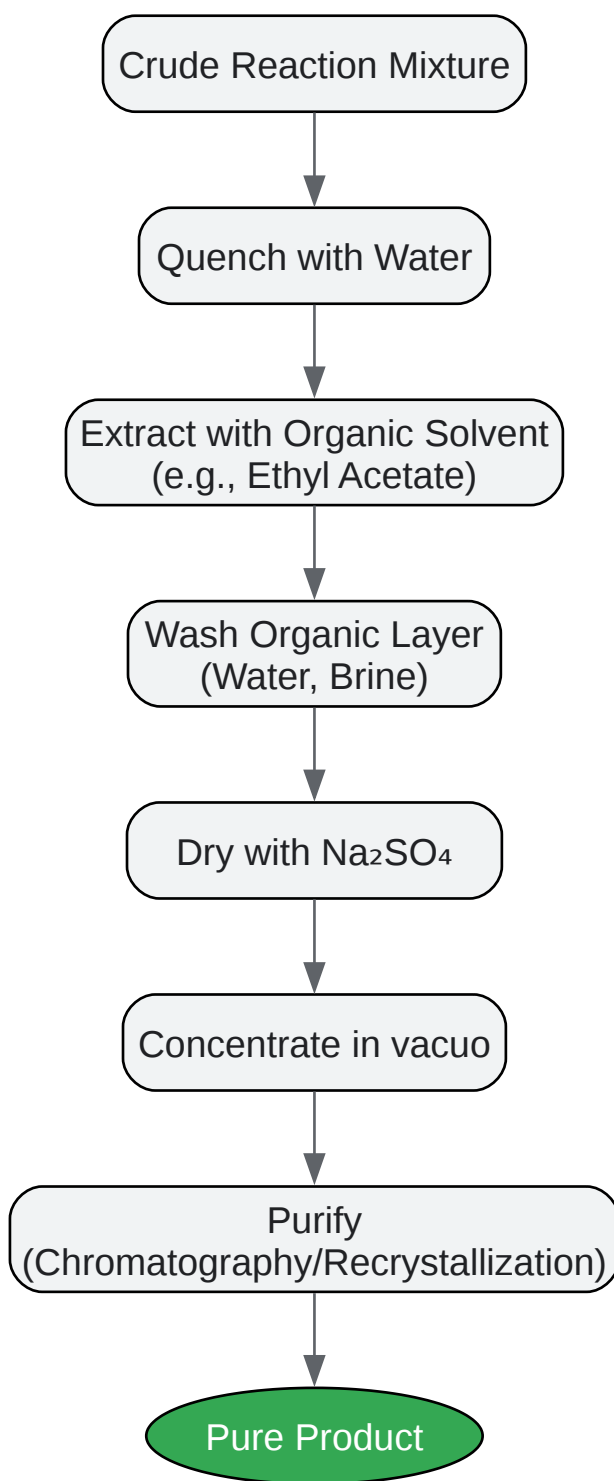 Crude Reaction Mixture
Quench with Water
Extract with Organic Solvent
(e.g., Ethyl Acetate)
Wash Organic Layer
(Water, Brine)
Dry with Na₂SO₄
Concentrate in vacuo
Purify
(Chromatography/Recrystallization)
Pure Product